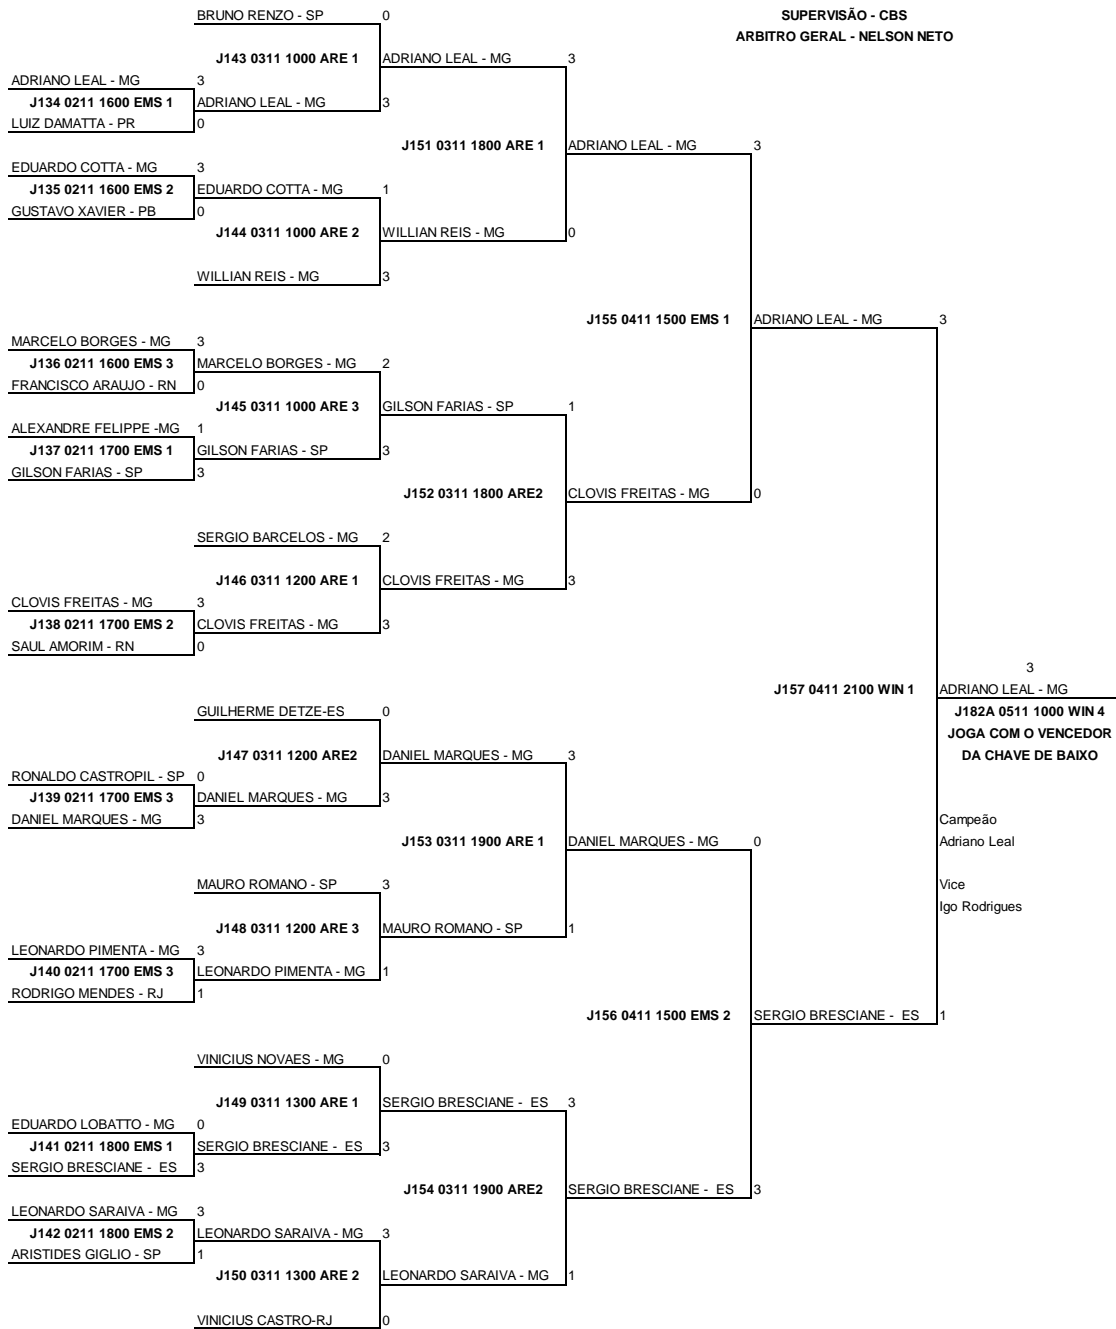 BRUNO RENZO - SP 0
SUPERVISÃO - CBS
ARBITRO GERAL - NELSON NETO
J143 0311 1000 ARE 1 ADRIANO LEAL - MG 3
ADRIANO LEAL - MG 3
J134 0211 1600 EMS 1 ADRIANO LEAL - MG 3
LUIZ DAMATTA - PR 0
J151 0311 1800 ARE 1 ADRIANO LEAL - MG 3
EDUARDO COTTA - MG 3
J135 0211 1600 EMS 2 EDUARDO COTTA - MG 1
GUSTAVO XAVIER - PB 0
J144 0311 1000 ARE 2 WILLIAN REIS - MG 0
WILLIAN REIS - MG 3
J155 0411 1500 EMS 1 ADRIANO LEAL - MG 3
MARCELO BORGES - MG 3
J136 0211 1600 EMS 3 MARCELO BORGES - MG 2
FRANCISCO ARAUJO - RN 0
J145 0311 1000 ARE 3 GILSON FARIAS - SP 1
ALEXANDRE FELIPPE -MG 1
J137 0211 1700 EMS 1 GILSON FARIAS - SP 3
GILSON FARIAS - SP 3
J152 0311 1800 ARE2 CLOVIS FREITAS - MG 0
SERGIO BARCELOS - MG 2
J146 0311 1200 ARE 1 CLOVIS FREITAS - MG 3
CLOVIS FREITAS - MG 3
J138 0211 1700 EMS 2 CLOVIS FREITAS - MG 3
SAUL AMORIM - RN 0
3
J157 0411 2100 WIN 1 ADRIANO LEAL - MG
GUILHERME DETZE-ES 0
J182A 0511 1000 WIN 4
JOGA COM O VENCEDOR
DA CHAVE DE BAIXO
J147 0311 1200 ARE2 DANIEL MARQUES - MG 3
RONALDO CASTROPIL - SP 0
J139 0211 1700 EMS 3 DANIEL MARQUES - MG 3
DANIEL MARQUES - MG 3
Campeão
J153 0311 1900 ARE 1 DANIEL MARQUES - MG 0
Adriano Leal
MAURO ROMANO - SP 3
Vice
Igo Rodrigues
J148 0311 1200 ARE 3 MAURO ROMANO - SP 1
LEONARDO PIMENTA - MG 3
J140 0211 1700 EMS 3 LEONARDO PIMENTA - MG 1
RODRIGO MENDES - RJ 1
J156 0411 1500 EMS 2 SERGIO BRESCIANE - ES 1
VINICIUS NOVAES - MG 0
J149 0311 1300 ARE 1 SERGIO BRESCIANE - ES 3
EDUARDO LOBATTO - MG 0
J141 0211 1800 EMS 1 SERGIO BRESCIANE - ES 3
SERGIO BRESCIANE - ES 3
J154 0311 1900 ARE2 SERGIO BRESCIANE - ES 3
LEONARDO SARAIVA - MG 3
J142 0211 1800 EMS 2 LEONARDO SARAIVA - MG 3
ARISTIDES GIGLIO - SP 1
J150 0311 1300 ARE 2 LEONARDO SARAIVA - MG 1
VINICIUS CASTRO-RJ 0